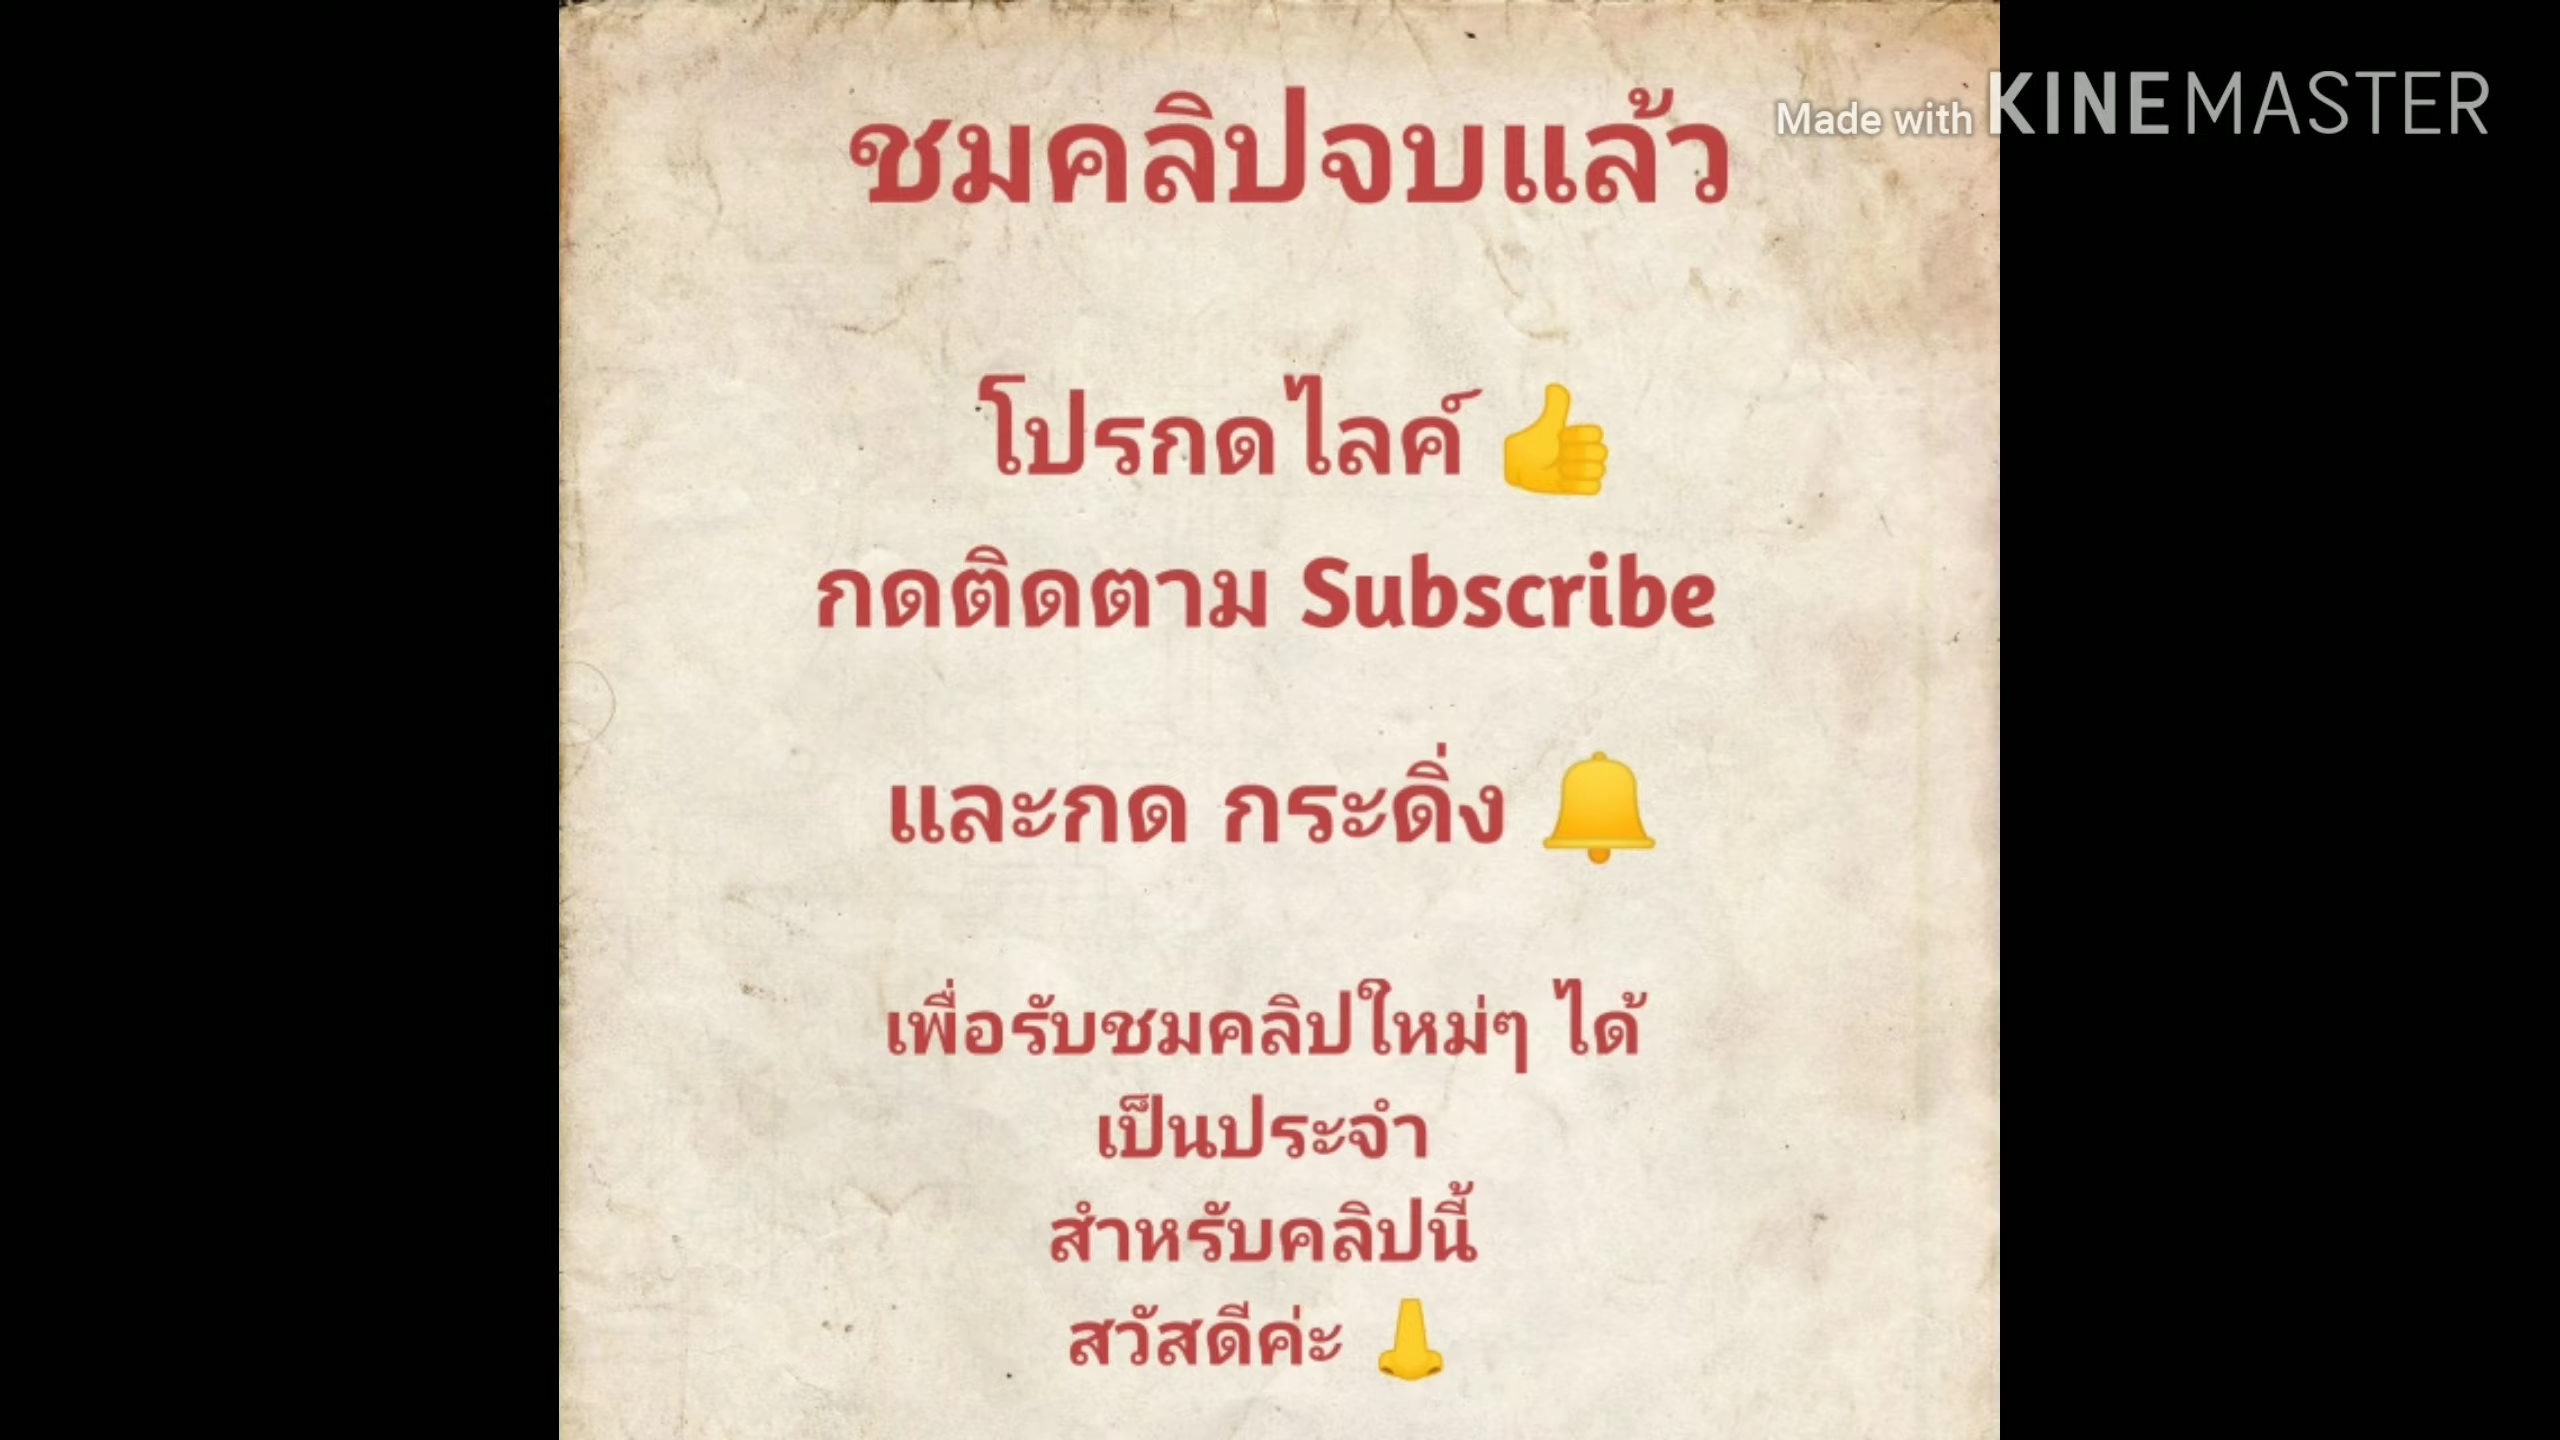 ชมคลิปจบแล้ว
Made with KINEMASTER
โปรกดไลค์ 👍
กดติดตาม Subscribe
และกด กระดิ่ง 🔔
เพื่อรับชมคลิปใหม่ๆ ได้
เป็นประจำ
สำหรับคลิปนี้
สวัสดีค่ะ 👃